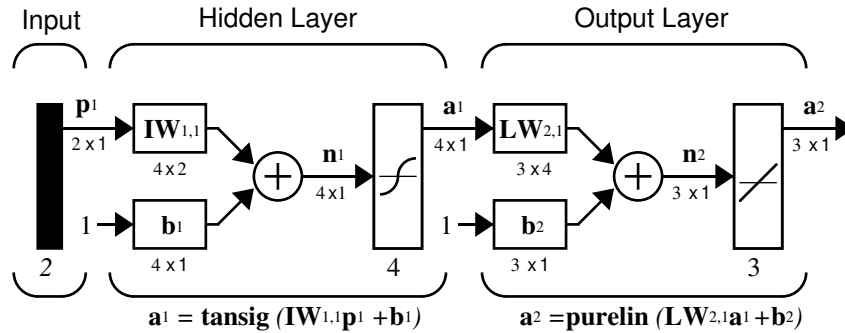 Input Hidden Layer Output Layer
p1 a1 a2
IW1,1 LW2,1
n1 n2
2 x 1 4 x 1 3 x 1
4 x 2 4 x 1 3 x 4 3 x 1
1 b1 1 b2
2 4 x 1 4 3 x 1 3
a1 = tansig (IW1,1p1 +b1) a2 =purelin (LW2,1a1+b2)